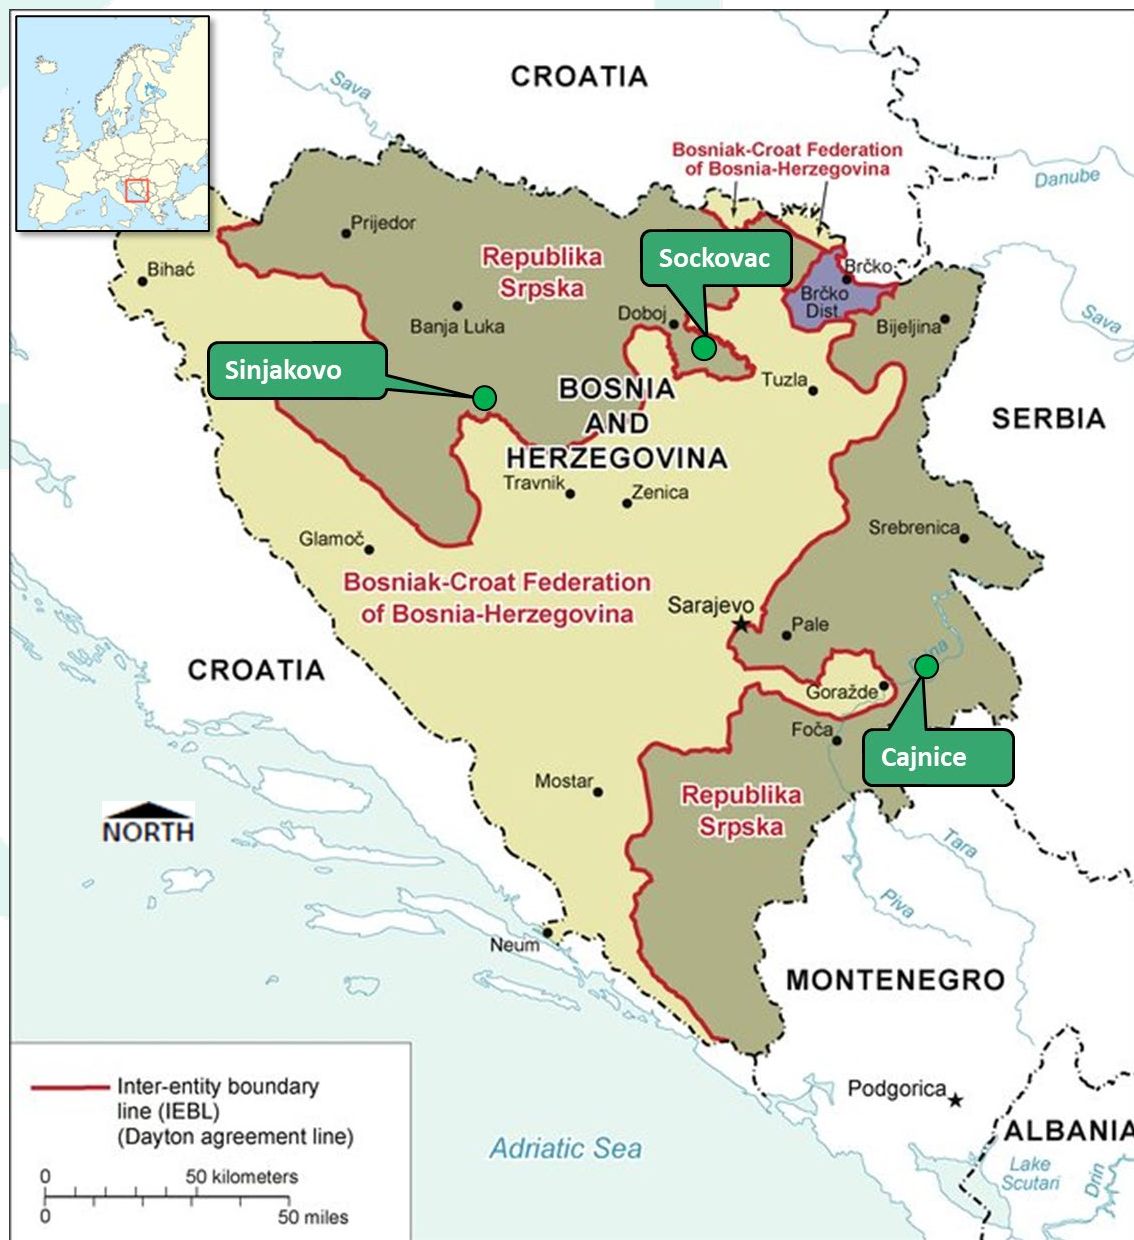 CROATIA
Sava
Bosniak-Croat Federation
of Bosnia-Herzegovina
Danube
Prijedor
Republika
Srpska
Sockovac
Bihać
Brčko
Brčko
Dist
Sava
Banja Luka
Doboj
Bijeljina
Sinjakovo
Tuzla
BOSNIA
AND
HERZEGOVINA
SERBIA
Travnik
Zenica
Srebrenica
Glamoč
Bosniak-Croat Federation
of Bosnia-Herzegovina
Sarajevo
Pale
CROATIA
Goražde
Foča
Cajnice
Mostar
Republika
Srpska
NORTH
Tara
Piva
Neum
MONTENEGRO
Inter-entity boundary
line (IEBL)
(Dayton agreement line)
0 50 kilometers
0 50 miles
Adriatic Sea
Podgorica
ALBANIA
Lake
Scutari
Drin